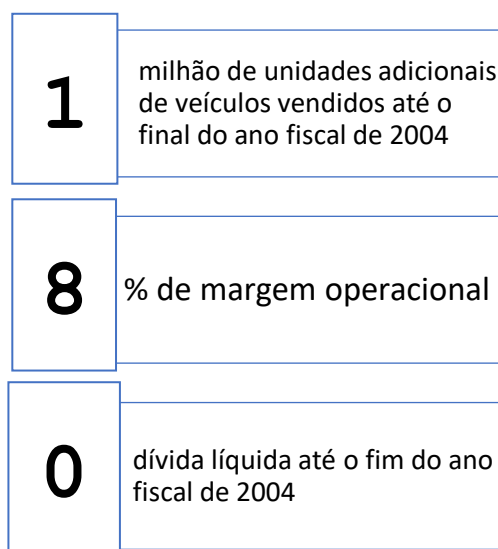 1
milhão de unidades adicionais
de veículos vendidos até o
final do ano fiscal de 2004
8
% de margem operacional
0
dívida líquida até o fim do ano
fiscal de 2004